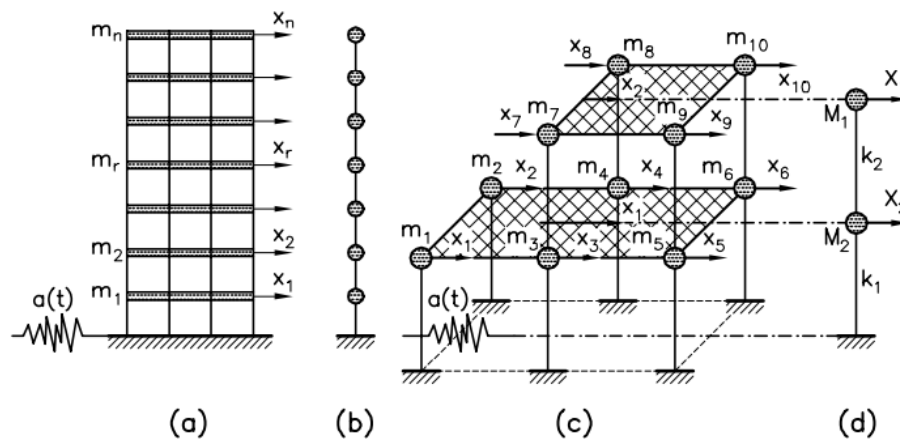 m_n x_n
m_r x_r
m_2 x_2
m_1 x_1
a(t)
x_8 m_8 m_10
x_2 x_10
m_7 m_9
x_7 x_9
M_1 X
k_2
m_2 x_2 m_4 x_4 m_6 x_6
x_1
M_2
m_1 x_1 m_3 x_3 m_5 x_5
k_1
a(t)
(a) (b) (c) (d)